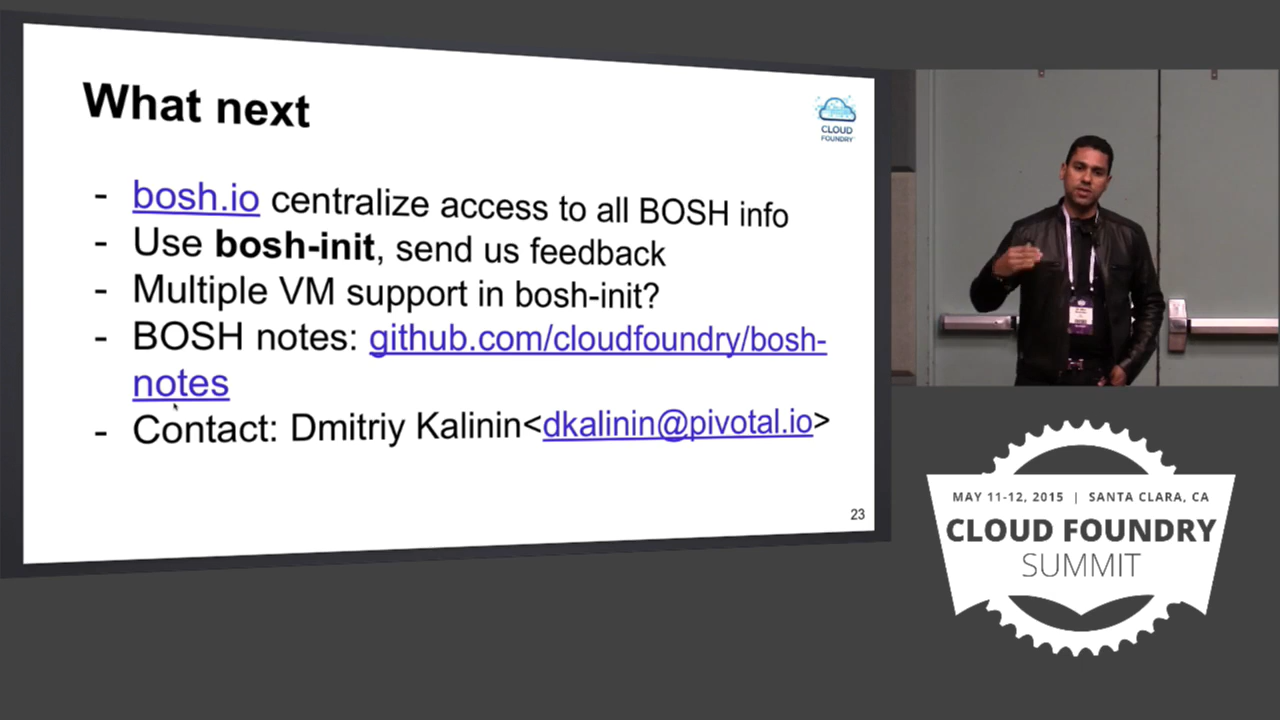 What next
CLOUD
FOUNDRY
- bosh.io centralize access to all BOSH info
- Use bosh-init, send us feedback
- Multiple VM support in bosh-init?
- BOSH notes: github.com/cloudfoundry/bosh-
notes
- Contact: Dmitriy Kalinin<dkalinin@pivotal.io>
23
MAY 11-12, 2015 | SANTA CLARA, CA
CLOUD FOUNDRY
SUMMIT